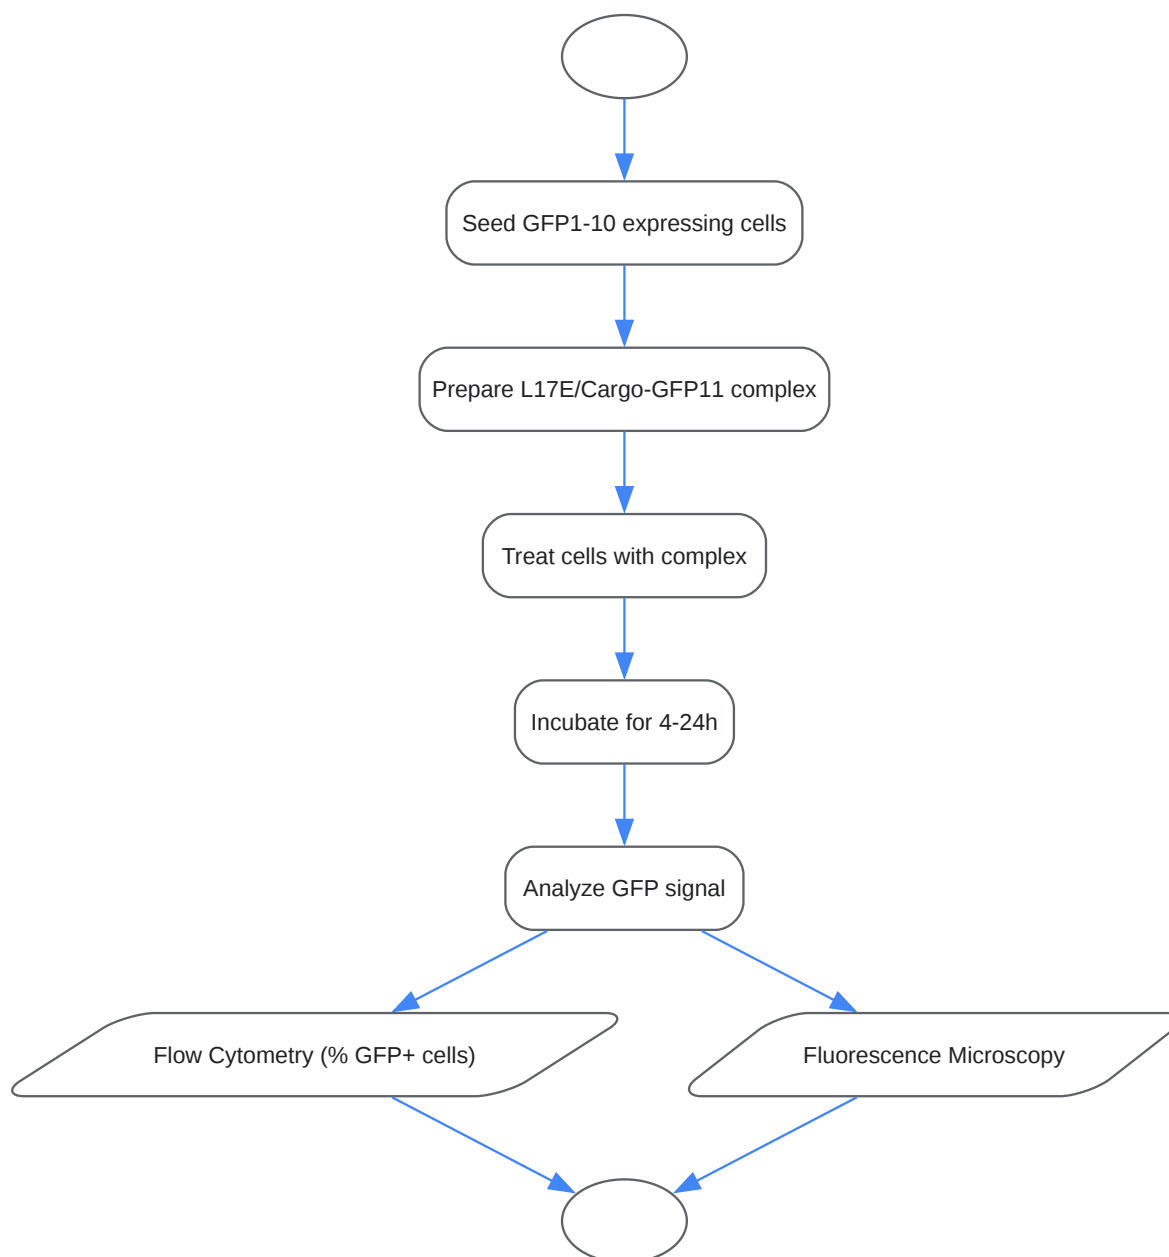 Seed GFP1-10 expressing cells
Prepare L17E/Cargo-GFP11 complex
Treat cells with complex
Incubate for 4-24h
Analyze GFP signal
Flow Cytometry (% GFP+ cells)
Fluorescence Microscopy